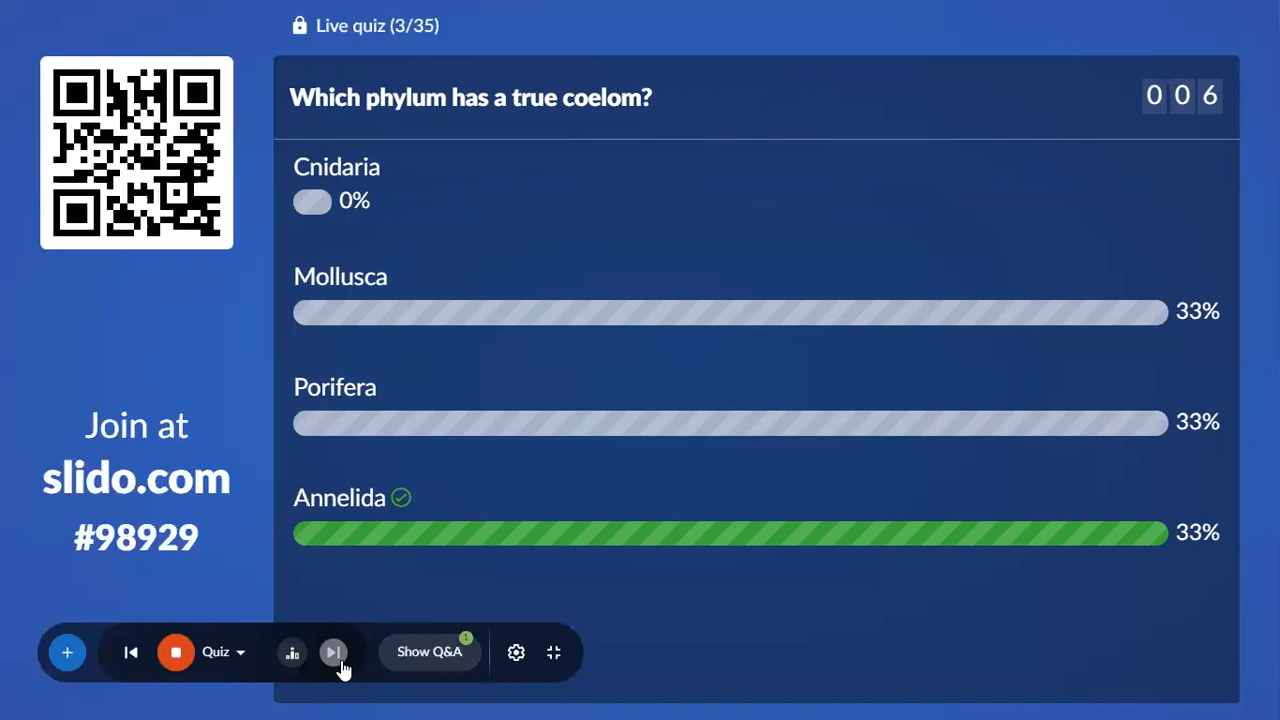 Live quiz (3/35)
Which phylum has a true coelom?
0 0 6
Cnidaria
0%
Mollusca
33%
Porifera
33%
Annelida
33%
Join at
slido.com
#98929
Quiz
Show Q&A
1